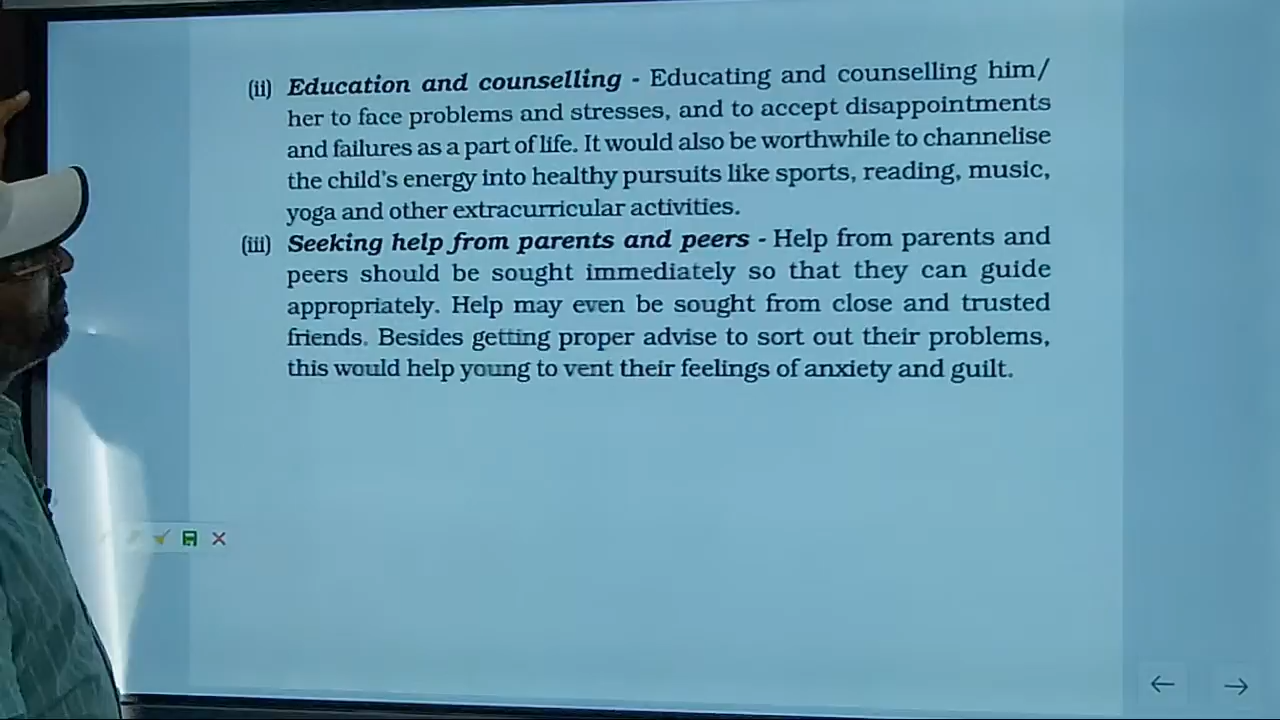 (ii) Education and counselling - Educating and counselling him/
her to face problems and stresses, and to accept disappointments
and failures as a part of life. It would also be worthwhile to channelise
the child's energy into healthy pursuits like sports, reading, music,
yoga and other extracurricular activities.
(iii) Seeking help from parents and peers - Help from parents and
peers should be sought immediately so that they can guide
appropriately. Help may even be sought from close and trusted
friends. Besides getting proper advise to sort out their problems,
this would help young to vent their feelings of anxiety and guilt.